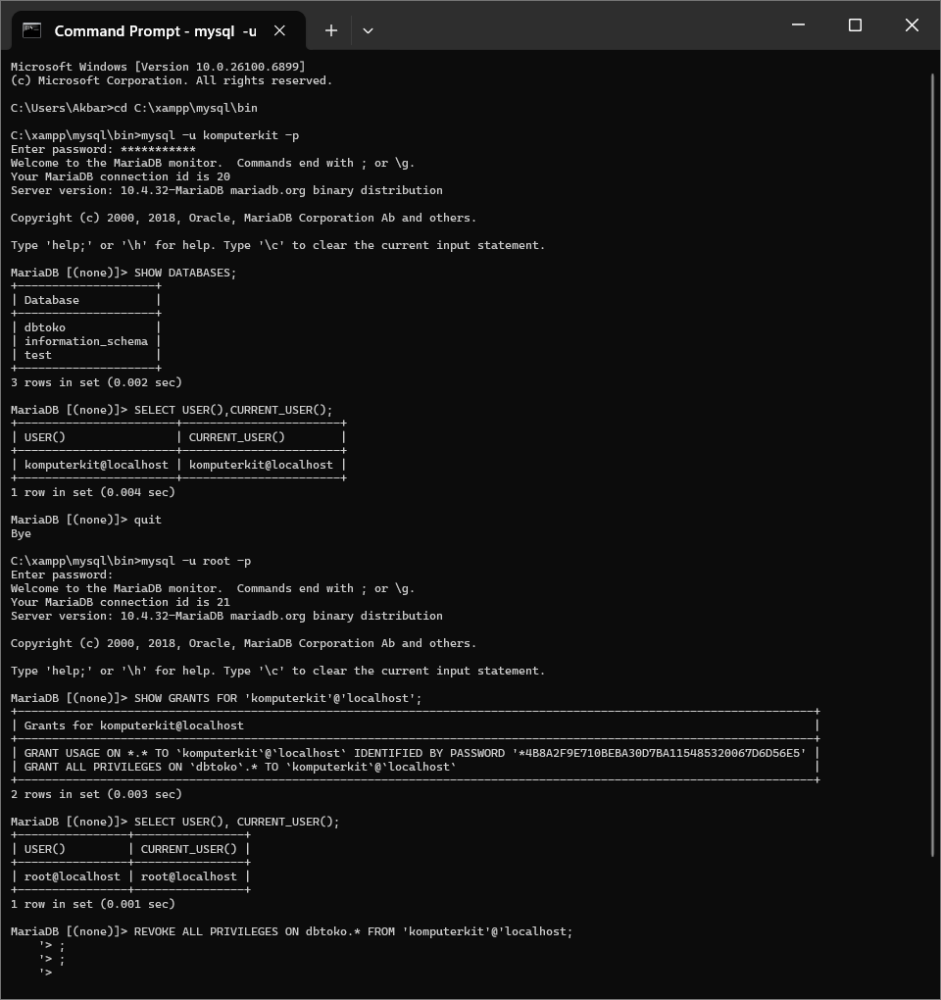 Command Prompt - mysql  -u
Microsoft Windows [Version 10.0.26100.6899]
(c) Microsoft Corporation. All rights reserved.
C:\Users\Akbar>cd C:\xampp\mysql\bin
C:\xampp\mysql\bin>mysql -u komputerkit -p
Enter password: ***********
Welcome to the MariaDB monitor.  Commands end with ; or \g.
Your MariaDB connection id is 20
Server version: 10.4.32-MariaDB mariadb.org binary distribution
Copyright (c) 2000, 2018, Oracle, MariaDB Corporation Ab and others.
Type 'help;' or '\h' for help. Type '\c' to clear the current input statement.
MariaDB [(none)]> SHOW DATABASES;
+--------------------+
| Database           |
+--------------------+
| dbtoko             |
| information_schema |
| test               |
+--------------------+
3 rows in set (0.002 sec)
MariaDB [(none)]> SELECT USER(),CURRENT_USER();
+-----------------------+-----------------------+
| USER()                | CURRENT_USER()        |
+-----------------------+-----------------------+
| komputerkit@localhost | komputerkit@localhost |
+-----------------------+-----------------------+
1 row in set (0.004 sec)
MariaDB [(none)]> quit
Bye
C:\xampp\mysql\bin>mysql -u root -p
Enter password:
Welcome to the MariaDB monitor.  Commands end with ; or \g.
Your MariaDB connection id is 21
Server version: 10.4.32-MariaDB mariadb.org binary distribution
Copyright (c) 2000, 2018, Oracle, MariaDB Corporation Ab and others.
Type 'help;' or '\h' for help. Type '\c' to clear the current input statement.
MariaDB [(none)]> SHOW GRANTS FOR 'komputerkit'@'localhost';
+--------------------------------------------------------------------------------------------------------------------+
| Grants for komputerkit@localhost                                                                                   |
+--------------------------------------------------------------------------------------------------------------------+
| GRANT USAGE ON *.* TO `komputerkit`@`localhost` IDENTIFIED BY PASSWORD '*4B8A2F9E710BEBA30D7BA115485320067D6D56E5' |
| GRANT ALL PRIVILEGES ON `dbtoko`.* TO `komputerkit`@`localhost`                                                    |
+--------------------------------------------------------------------------------------------------------------------+
2 rows in set (0.003 sec)
MariaDB [(none)]> SELECT USER(), CURRENT_USER();
+----------------+----------------+
| USER()         | CURRENT_USER() |
+----------------+----------------+
| root@localhost | root@localhost |
+----------------+----------------+
1 row in set (0.001 sec)
MariaDB [(none)]> REVOKE ALL PRIVILEGES ON dbtoko.* FROM 'komputerkit'@'localhost;
    '> ;
    '> ;
    '>